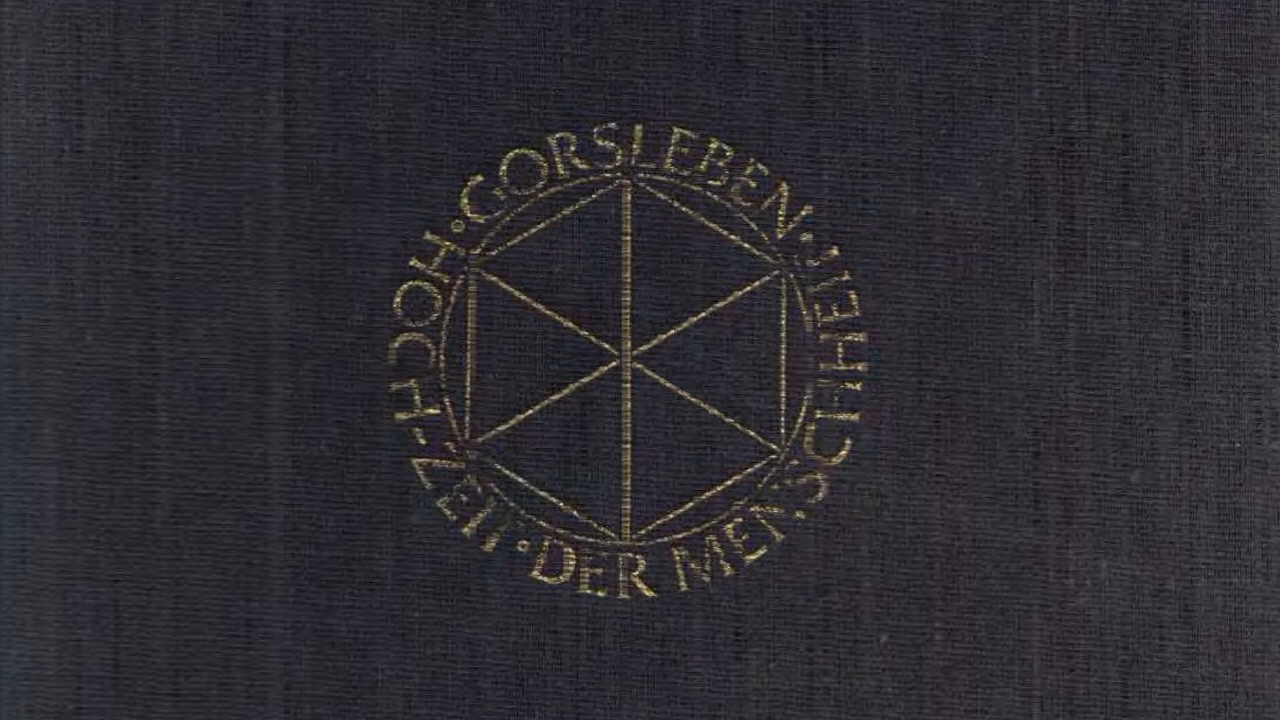 GORSLEBEN · HOCH - ZEIT · DER MENSCHHEIT ·